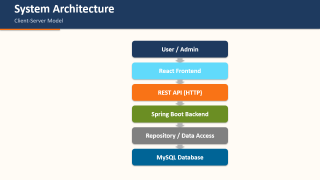 System Architecture
Client-Server Model
User / Admin
React Frontend
REST API (HTTP)
Spring Boot Backend
Repository / Data Access
MySQL Database